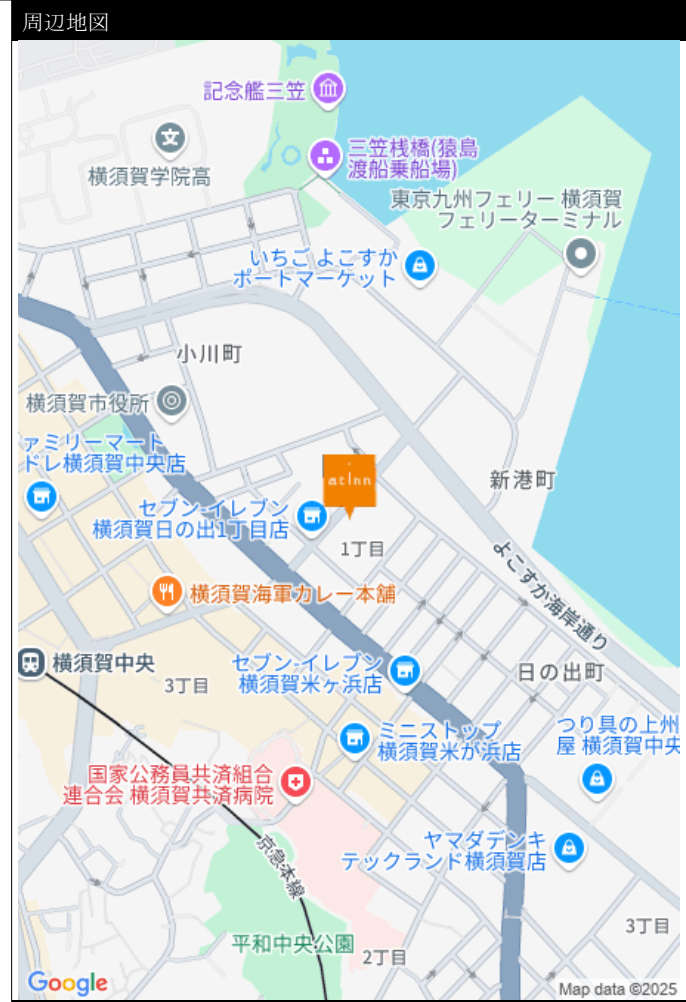 周辺地図
記念艦三笠
文
横須賀学院高
三笠桟橋(猿島
渡船乗船場)
東京九州フェリー 横須賀
フェリーターミナル
いちご よこすか
ポートマーケット
小川町
横須賀市役所
ァミリーマート
ドレ横須賀中央店
atinn
新港町
セブン-イレブン
横須賀日の出1丁目店
1丁目
よこすか海岸通り
横須賀海軍カレー本舗
横須賀中央
セブン-イレブン
横須賀米ヶ浜店
3丁目
日の出町
ミニストップ
横須賀米が浜店
つり具の上州
屋 横須賀中央
国家公務員共済組合
連合会 横須賀共済病院
ヤマダデンキ
テックランド横須賀店
京急本線
3丁目
平和中央公園
2丁目
Google
Map data ©2025